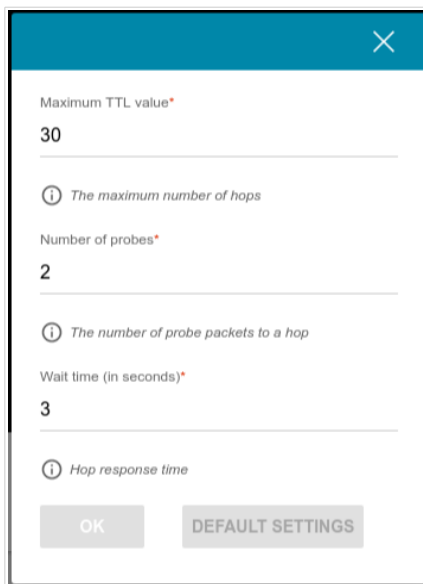 Maximum TTL value*
30
The maximum number of hops
Number of probes*
2
The number of probe packets to a hop
Wait time (in seconds)*
3
Hop response time
OK
DEFAULT SETTINGS